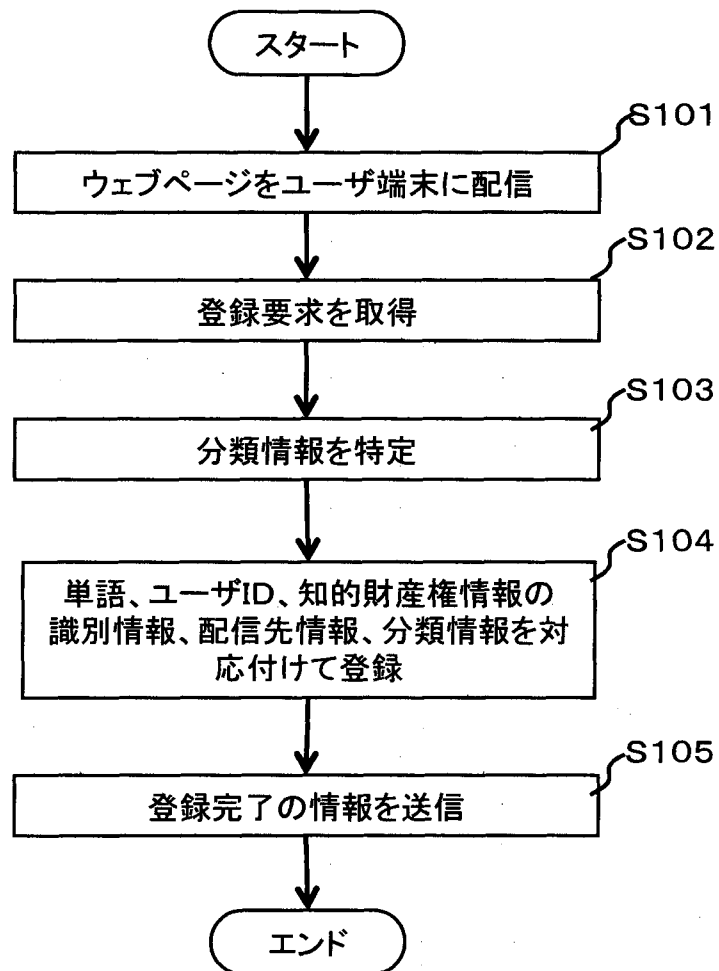 スタート
S101
ウェブページをユーザ端末に配信
S102
登録要求を取得
S103
分類情報を特定
S104
単語、ユーザID、知的財産権情報の
識別情報、配信先情報、分類情報を対
応付けて登録
S105
登録完了の情報を送信
エンド